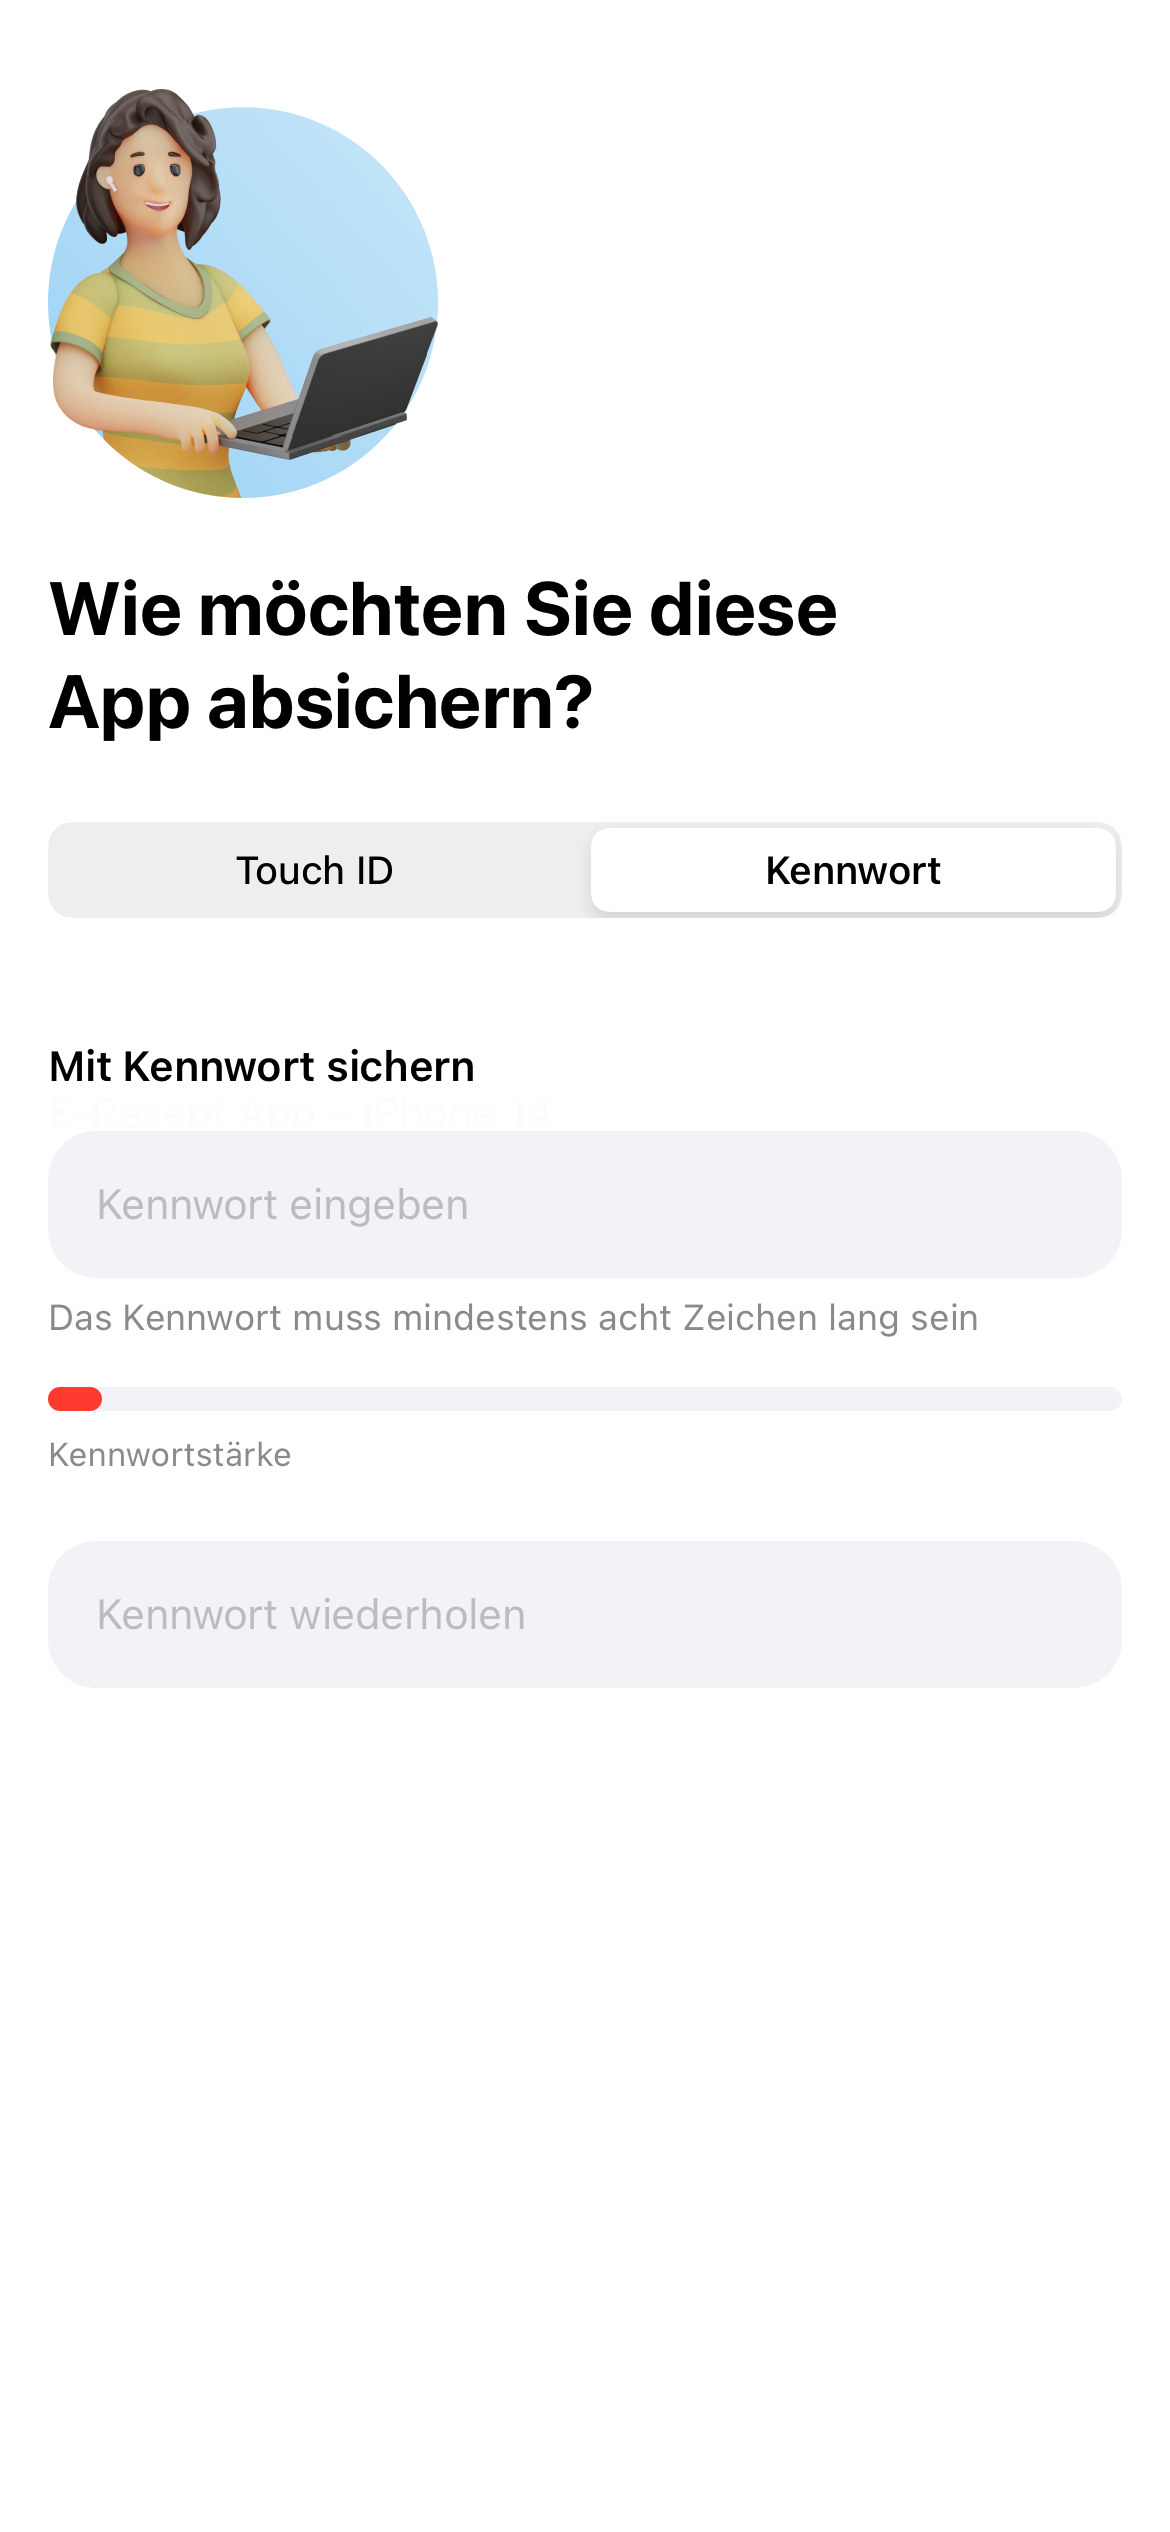 Wie möchten Sie diese
App absichern?
Touch ID
Kennwort
Mit Kennwort sichern
E-Rezept App – iPhone 14
Kennwort eingeben
Das Kennwort muss mindestens acht Zeichen lang sein
Kennwortstärke
Kennwort wiederholen